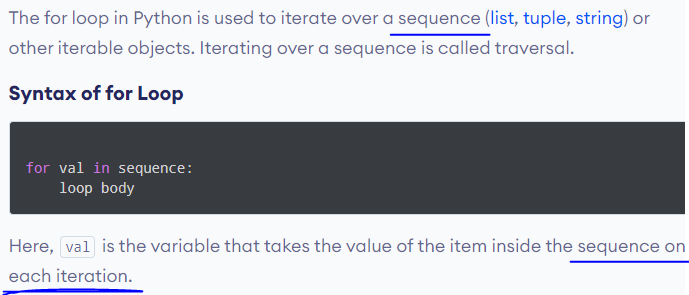 The for loop in Python is used to iterate over a sequence (list, tuple, string) or
other iterable objects. Iterating over a sequence is called traversal.
Syntax of for Loop
for val in sequence:
    loop body
Here, val is the variable that takes the value of the item inside the sequence on
each iteration.